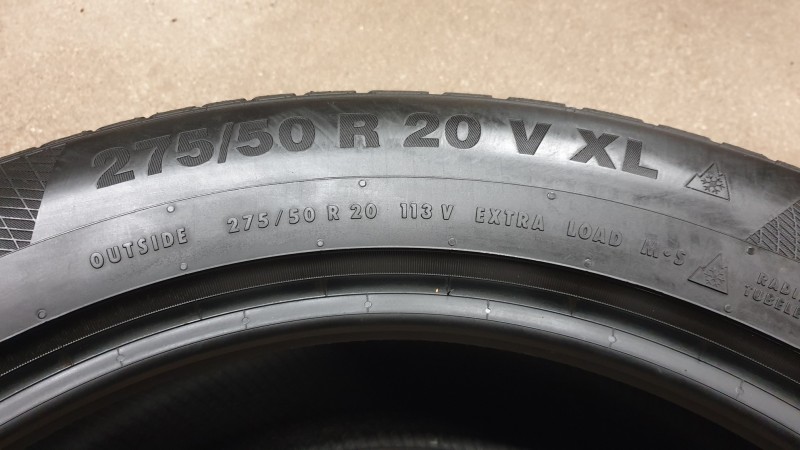 275/50 R 20 V XL
OUTSIDE 275/50 R 20 113 V EXTRA LOAD M+S